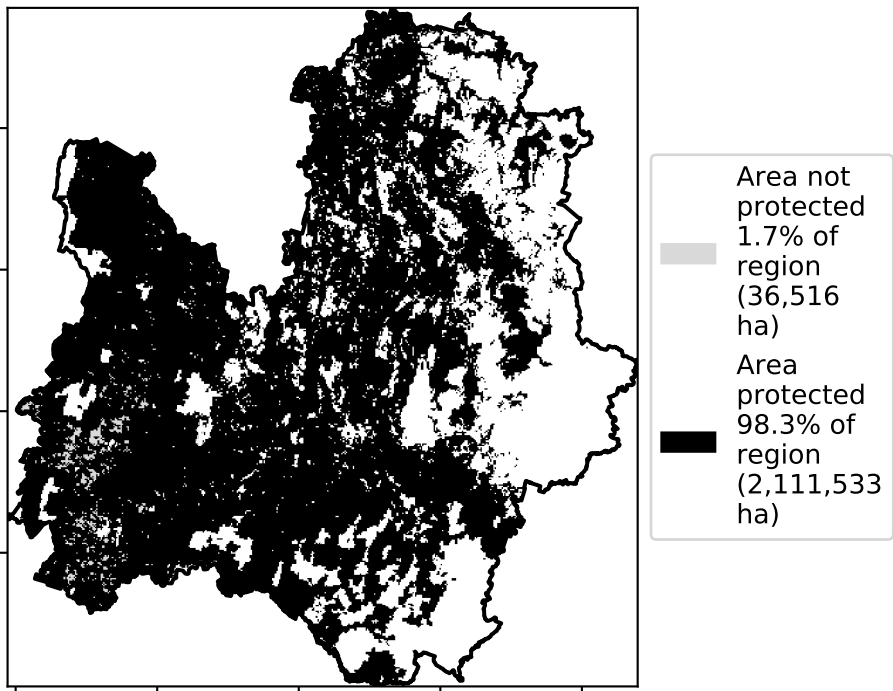 Area not
protected
1.7% of
region
(36,516
ha)
Area
protected
98.3% of
region
(2,111,533
ha)